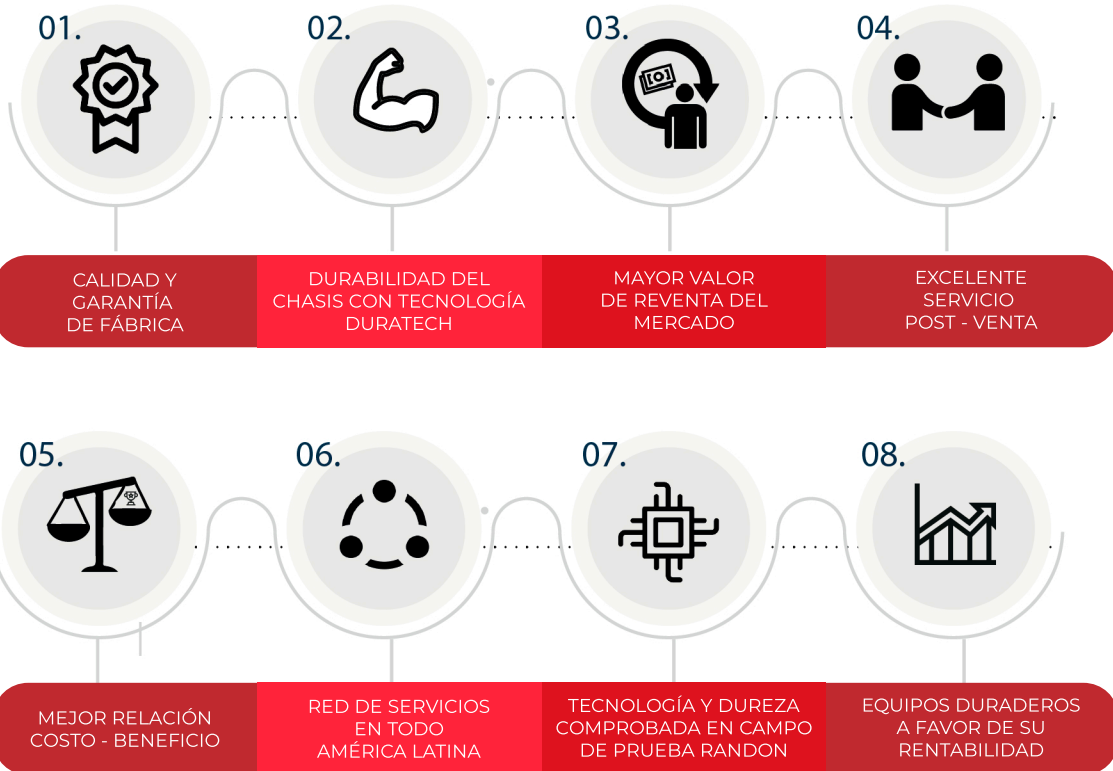 01.
02.
03.
04.
CALIDAD Y
GARANTÍA
DE FÁBRICA
DURABILIDAD DEL
CHASIS CON TECNOLOGÍA
DURATECH
MAYOR VALOR
DE REVENTA DEL
MERCADO
EXCELENTE
SERVICIO
POST - VENTA
05.
06.
07.
08.
MEJOR RELACIÓN
COSTO - BENEFICIO
RED DE SERVICIOS
EN TODO
AMÉRICA LATINA
TECNOLOGÍA Y DUREZA
COMPROBADA EN CAMPO
DE PRUEBA RANDON
EQUIPOS DURADEROS
A FAVOR DE SU
RENTABILIDAD